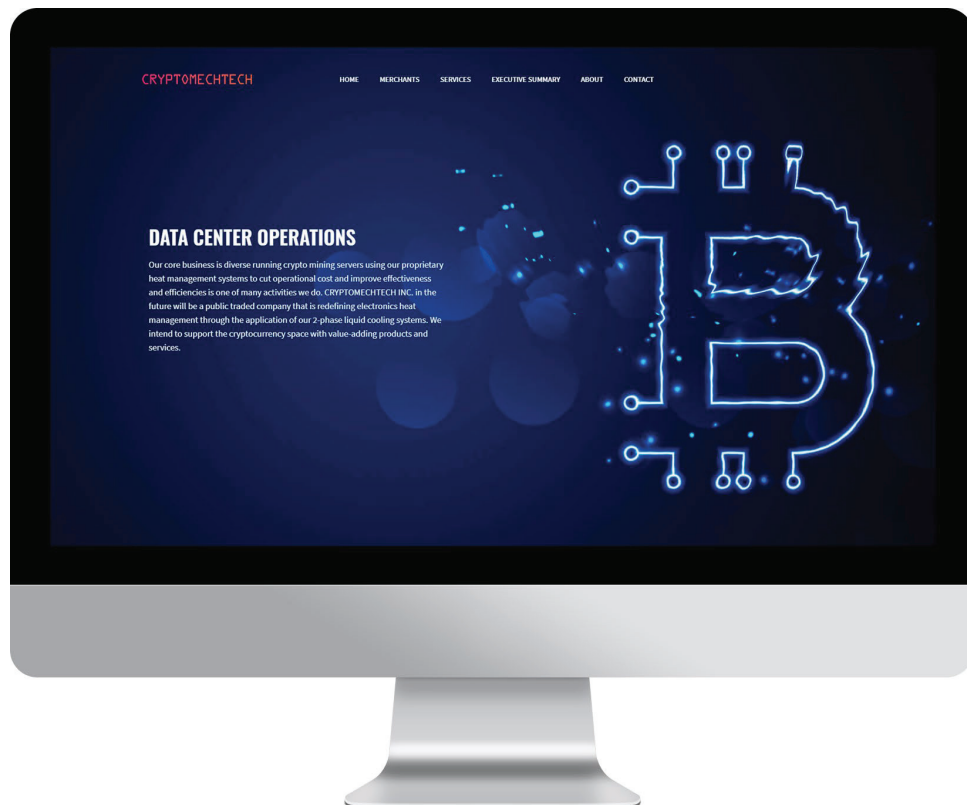 CRYPTOMECHTECH
HOME MERCHANTS SERVICES EXECUTIVE SUMMARY ABOUT CONTACT
DATA CENTER OPERATIONS
Our core business is diverse running crypto mining servers using our proprietary
heat management systems to cut operational cost and improve effectiveness
and efficiencies is one of many activities we do. CRYPTOMECHTECH INC. in the
future will be a public traded company that is redefining electronics heat
management through the application of our 2-phase liquid cooling systems. We
intend to support the cryptocurrency space with value-adding products and
services.